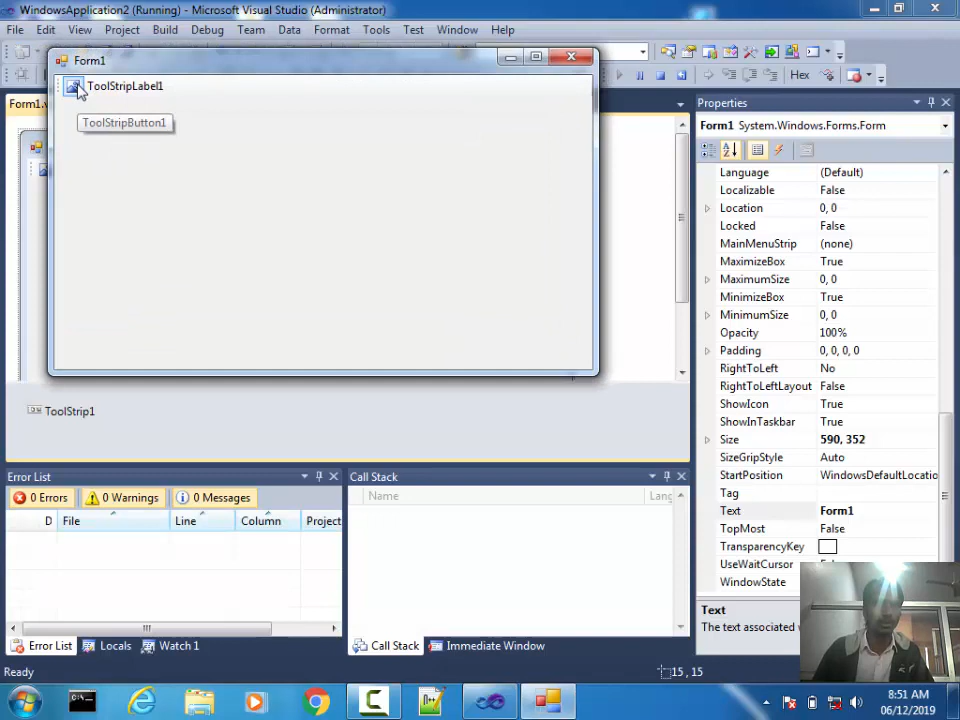 WindowsApplication2 (Running) - Microsoft Visual Studio (Administrator)
File Edit View Project Build Debug Team Data Format Tools Test Window Help
Hex
Form1
ToolStripLabel1
ToolStripButton1
Form1.v
ToolStrip1
Properties
Form1 System.Windows.Forms.Form
Language (Default)
Localizable False
Location 0, 0
Locked False
MainMenuStrip (none)
MaximizeBox True
MaximumSize 0, 0
MinimizeBox True
MinimumSize 0, 0
Opacity 100%
Padding 0, 0, 0, 0
RightToLeft No
RightToLeftLayout False
ShowIcon True
ShowInTaskbar True
Size 590, 352
SizeGripStyle Auto
StartPosition WindowsDefaultLocatio
Tag
Text Form1
TopMost False
TransparencyKey
UseWaitCursor
WindowState
Text
The text associated
Error List
0 Errors 0 Warnings 0 Messages
D File Line Column Project
Error List Locals Watch 1
Call Stack
Name Lang
Call Stack Immediate Window
Ready
15 , 15
8:51 AM
06/12/2019